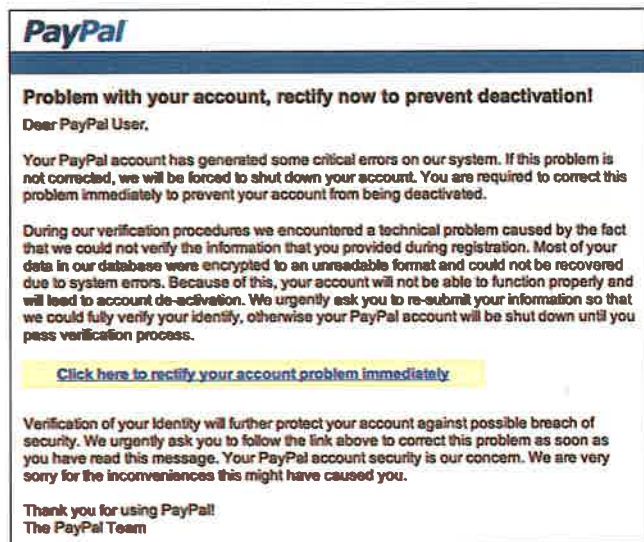 PayPal
Problem with your account, rectify now to prevent deactivation!
Dear PayPal User,
Your PayPal account has generated some critical errors on our system. If this problem is
not corrected, we will be forced to shut down your account. You are required to correct this
problem immediately to prevent your account from being deactivated.
During our verification procedures we encountered a technical problem caused by the fact
that we could not verify the information that you provided during registration. Most of your
data in our database were encrypted to an unreadable format and could not be recovered
due to system errors. Because of this, your account will not be able to function properly and
will lead to account de-activation. We urgently ask you to re-submit your information so that
we could fully verify your identify, otherwise your PayPal account will be shut down until you
pass verification process.
Click here to rectify your account problem immediately
Verification of your Identity will further protect your account against possible breach of
security. We urgently ask you to follow the link above to correct this problem as soon as
you have read this message. Your PayPal account security is our concern. We are very
sorry for the inconveniences this might have caused you.
Thank you for using PayPal!
The PayPal Team